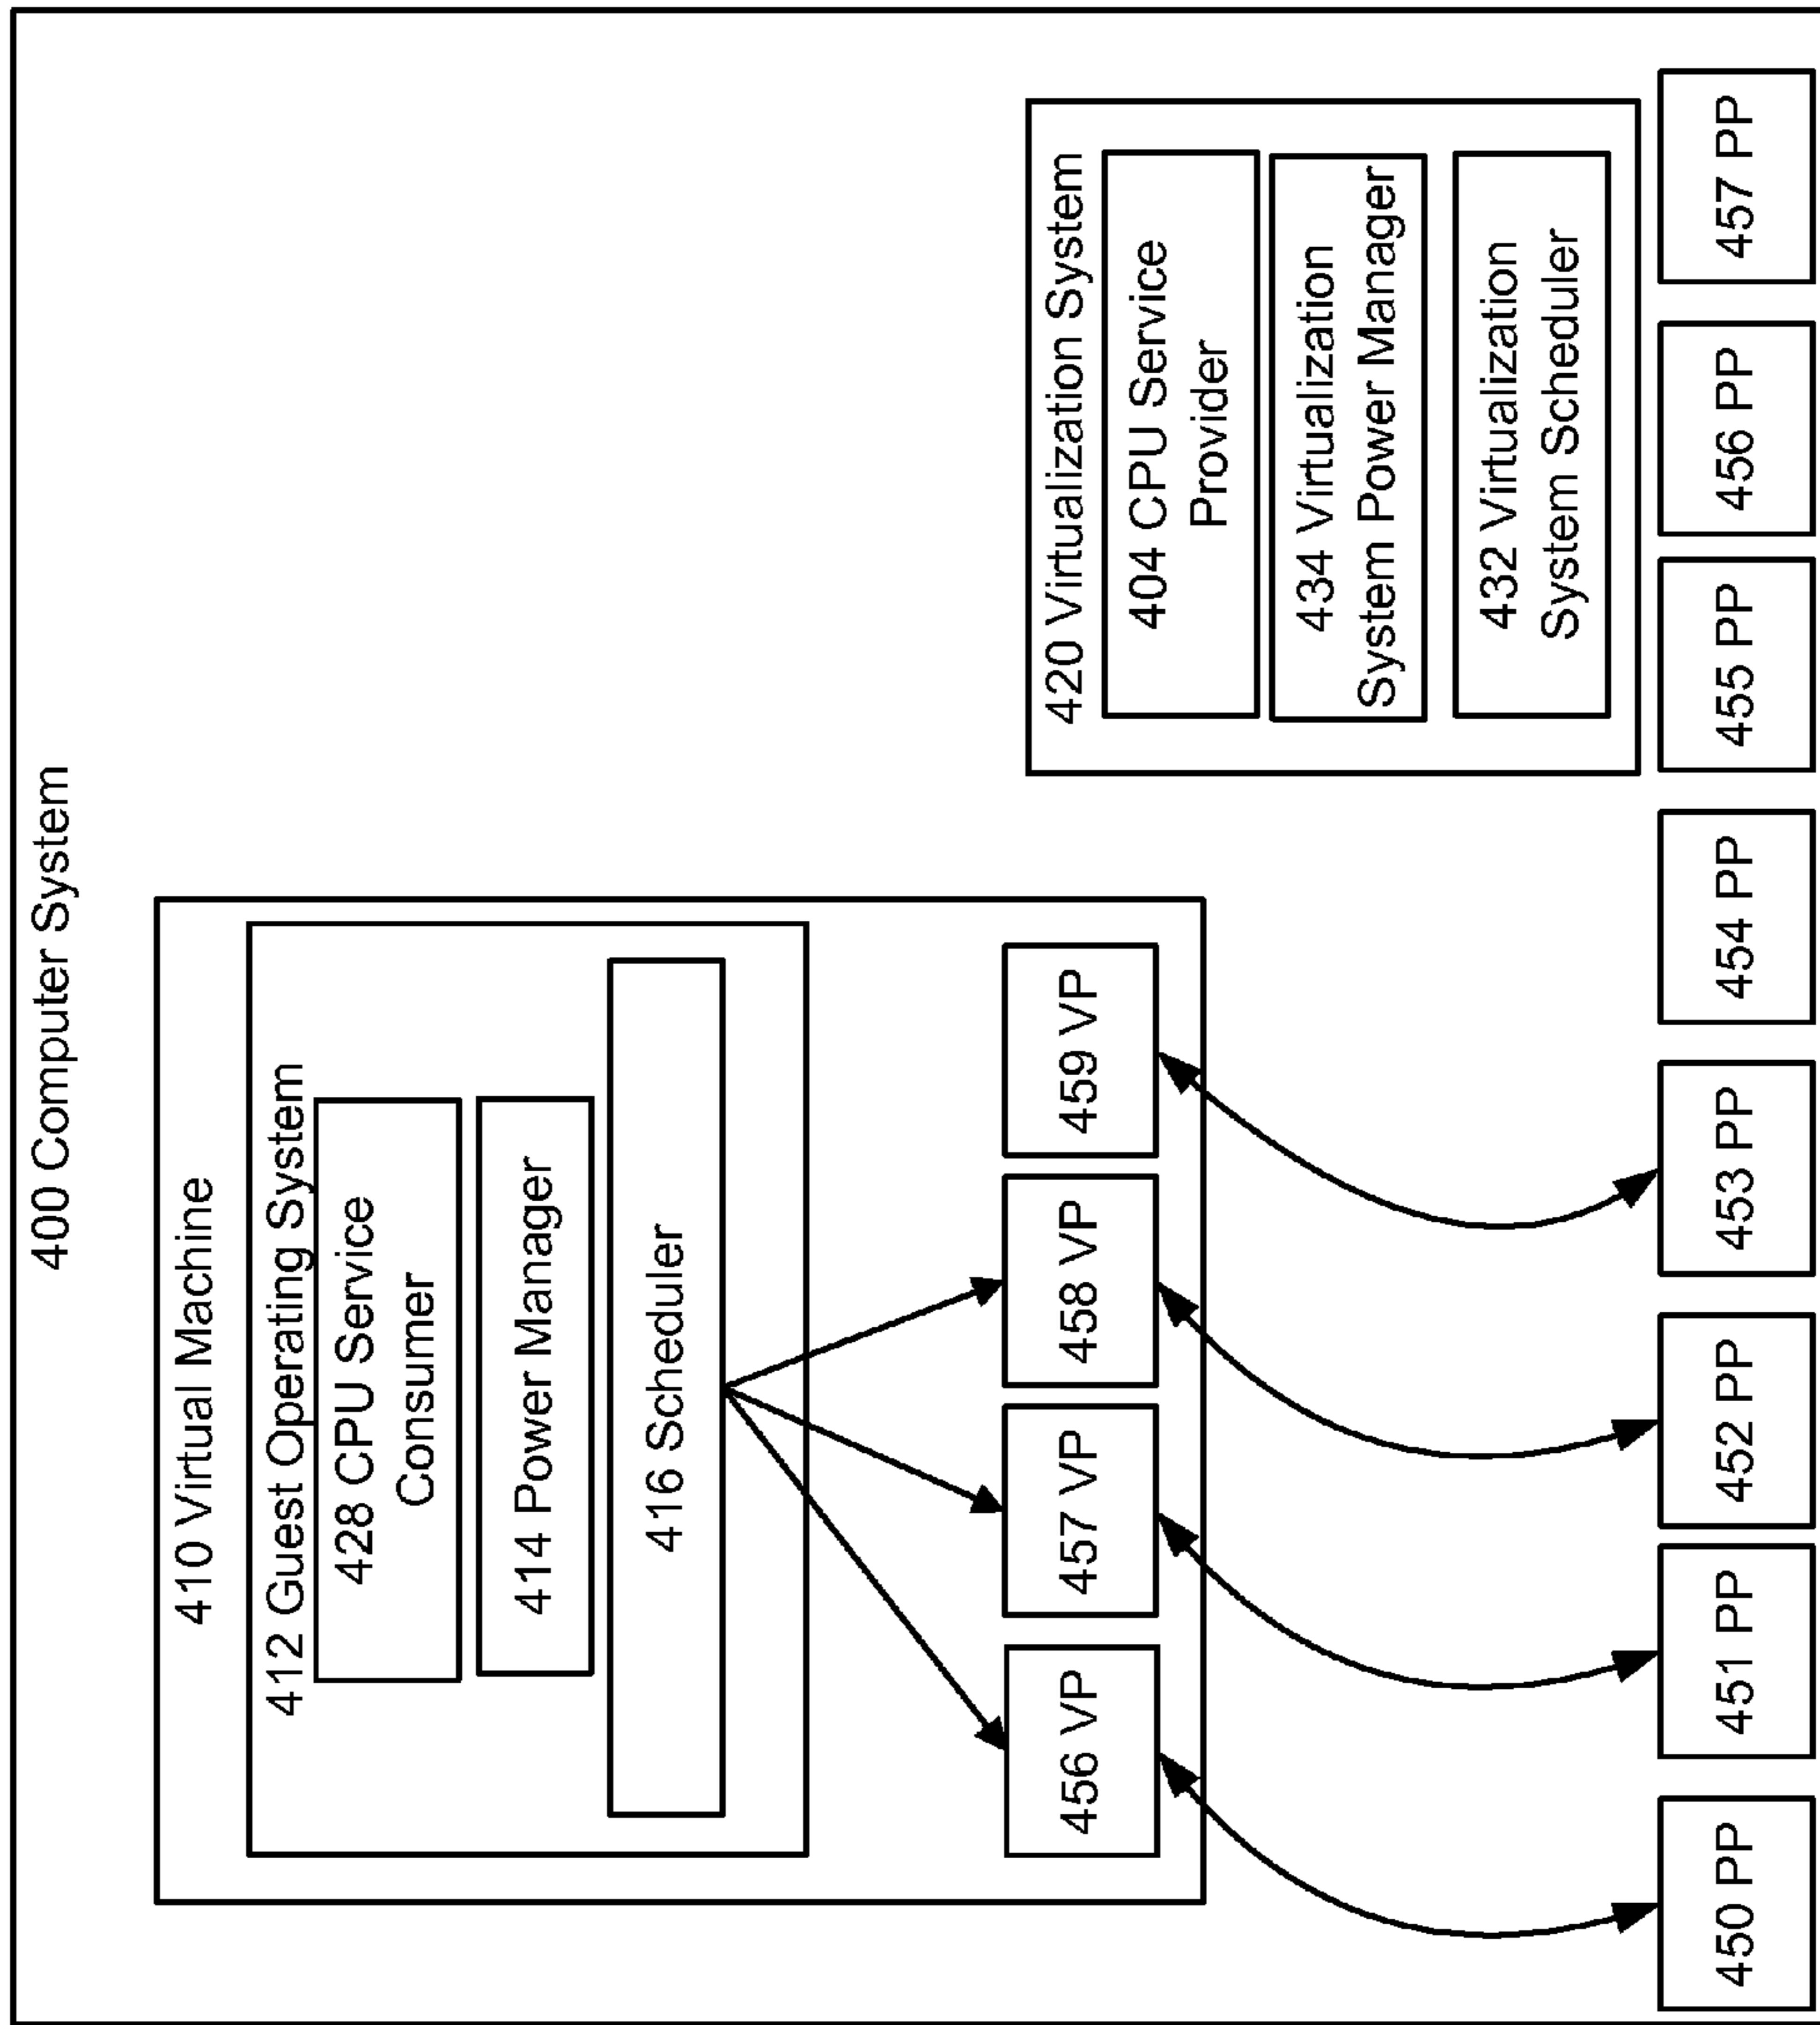 400 Computer System
410 Virtual Machine
412 Guest Operating System
428 CPU Service
Consumer
414 Power Manager
416 Scheduler
456 VP
457 VP
458 VP
459 VP
420 Virtualization System
404 CPU Service
Provider
434 Virtualization
System Power Manager
432 Virtualization
System Scheduler
450 PP
451 PP
452 PP
453 PP
454 PP
455 PP
456 PP
457 PP